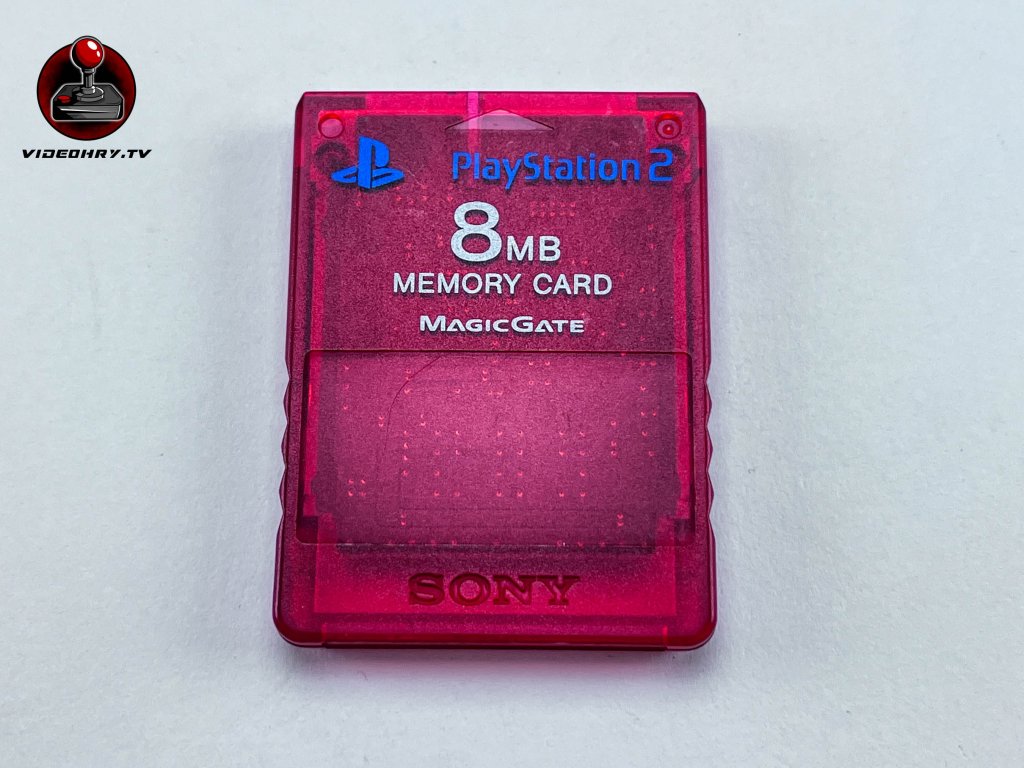 VIDEOHRY.TV
PlayStation 2
8MB
MEMORY CARD
MAGICGATE
SONY